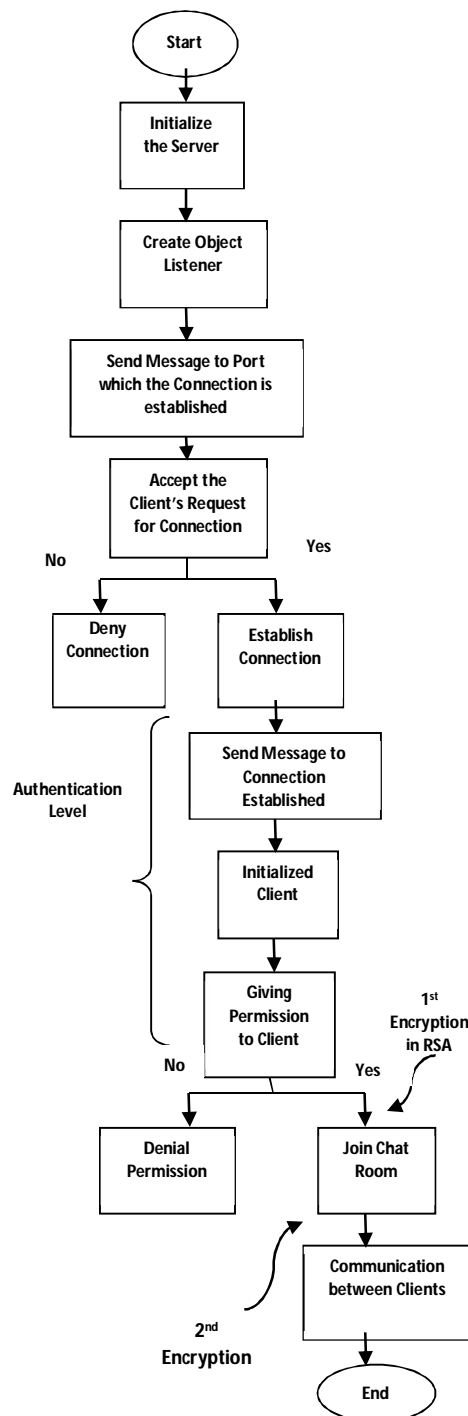 Start
Initialize
the Server
Create Object
Listener
Send Message to Port
which the Connection is
established
Accept the
Client's Request
for Connection
No
Yes
Deny
Connection
Establish
Connection
Authentication
Level
Send Message to
Connection
Established
Initialized
Client
Giving
Permission
to Client
1st
Encryption
in RSA
No
Yes
Denial
Permission
Join Chat
Room
2nd
Encryption
Communication
between Clients
End